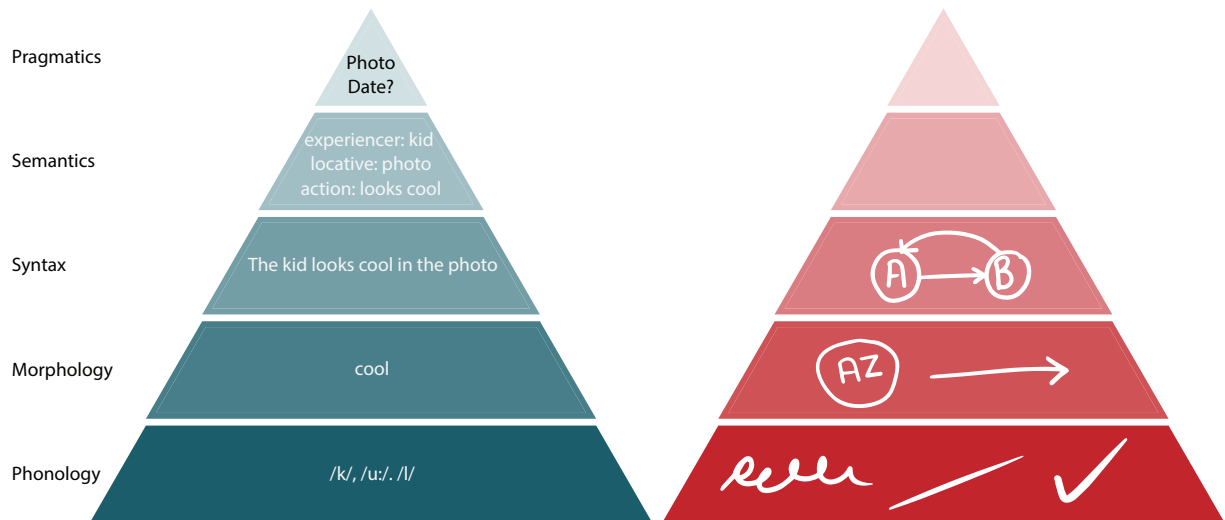 Pragmatics
Photo
Date?
Semantics
experiencer: kid
locative: photo
action: looks cool
Syntax
The kid looks cool in the photo
A B
Morphology
cool
AZ
Phonology
/k/, /u:/. /l/